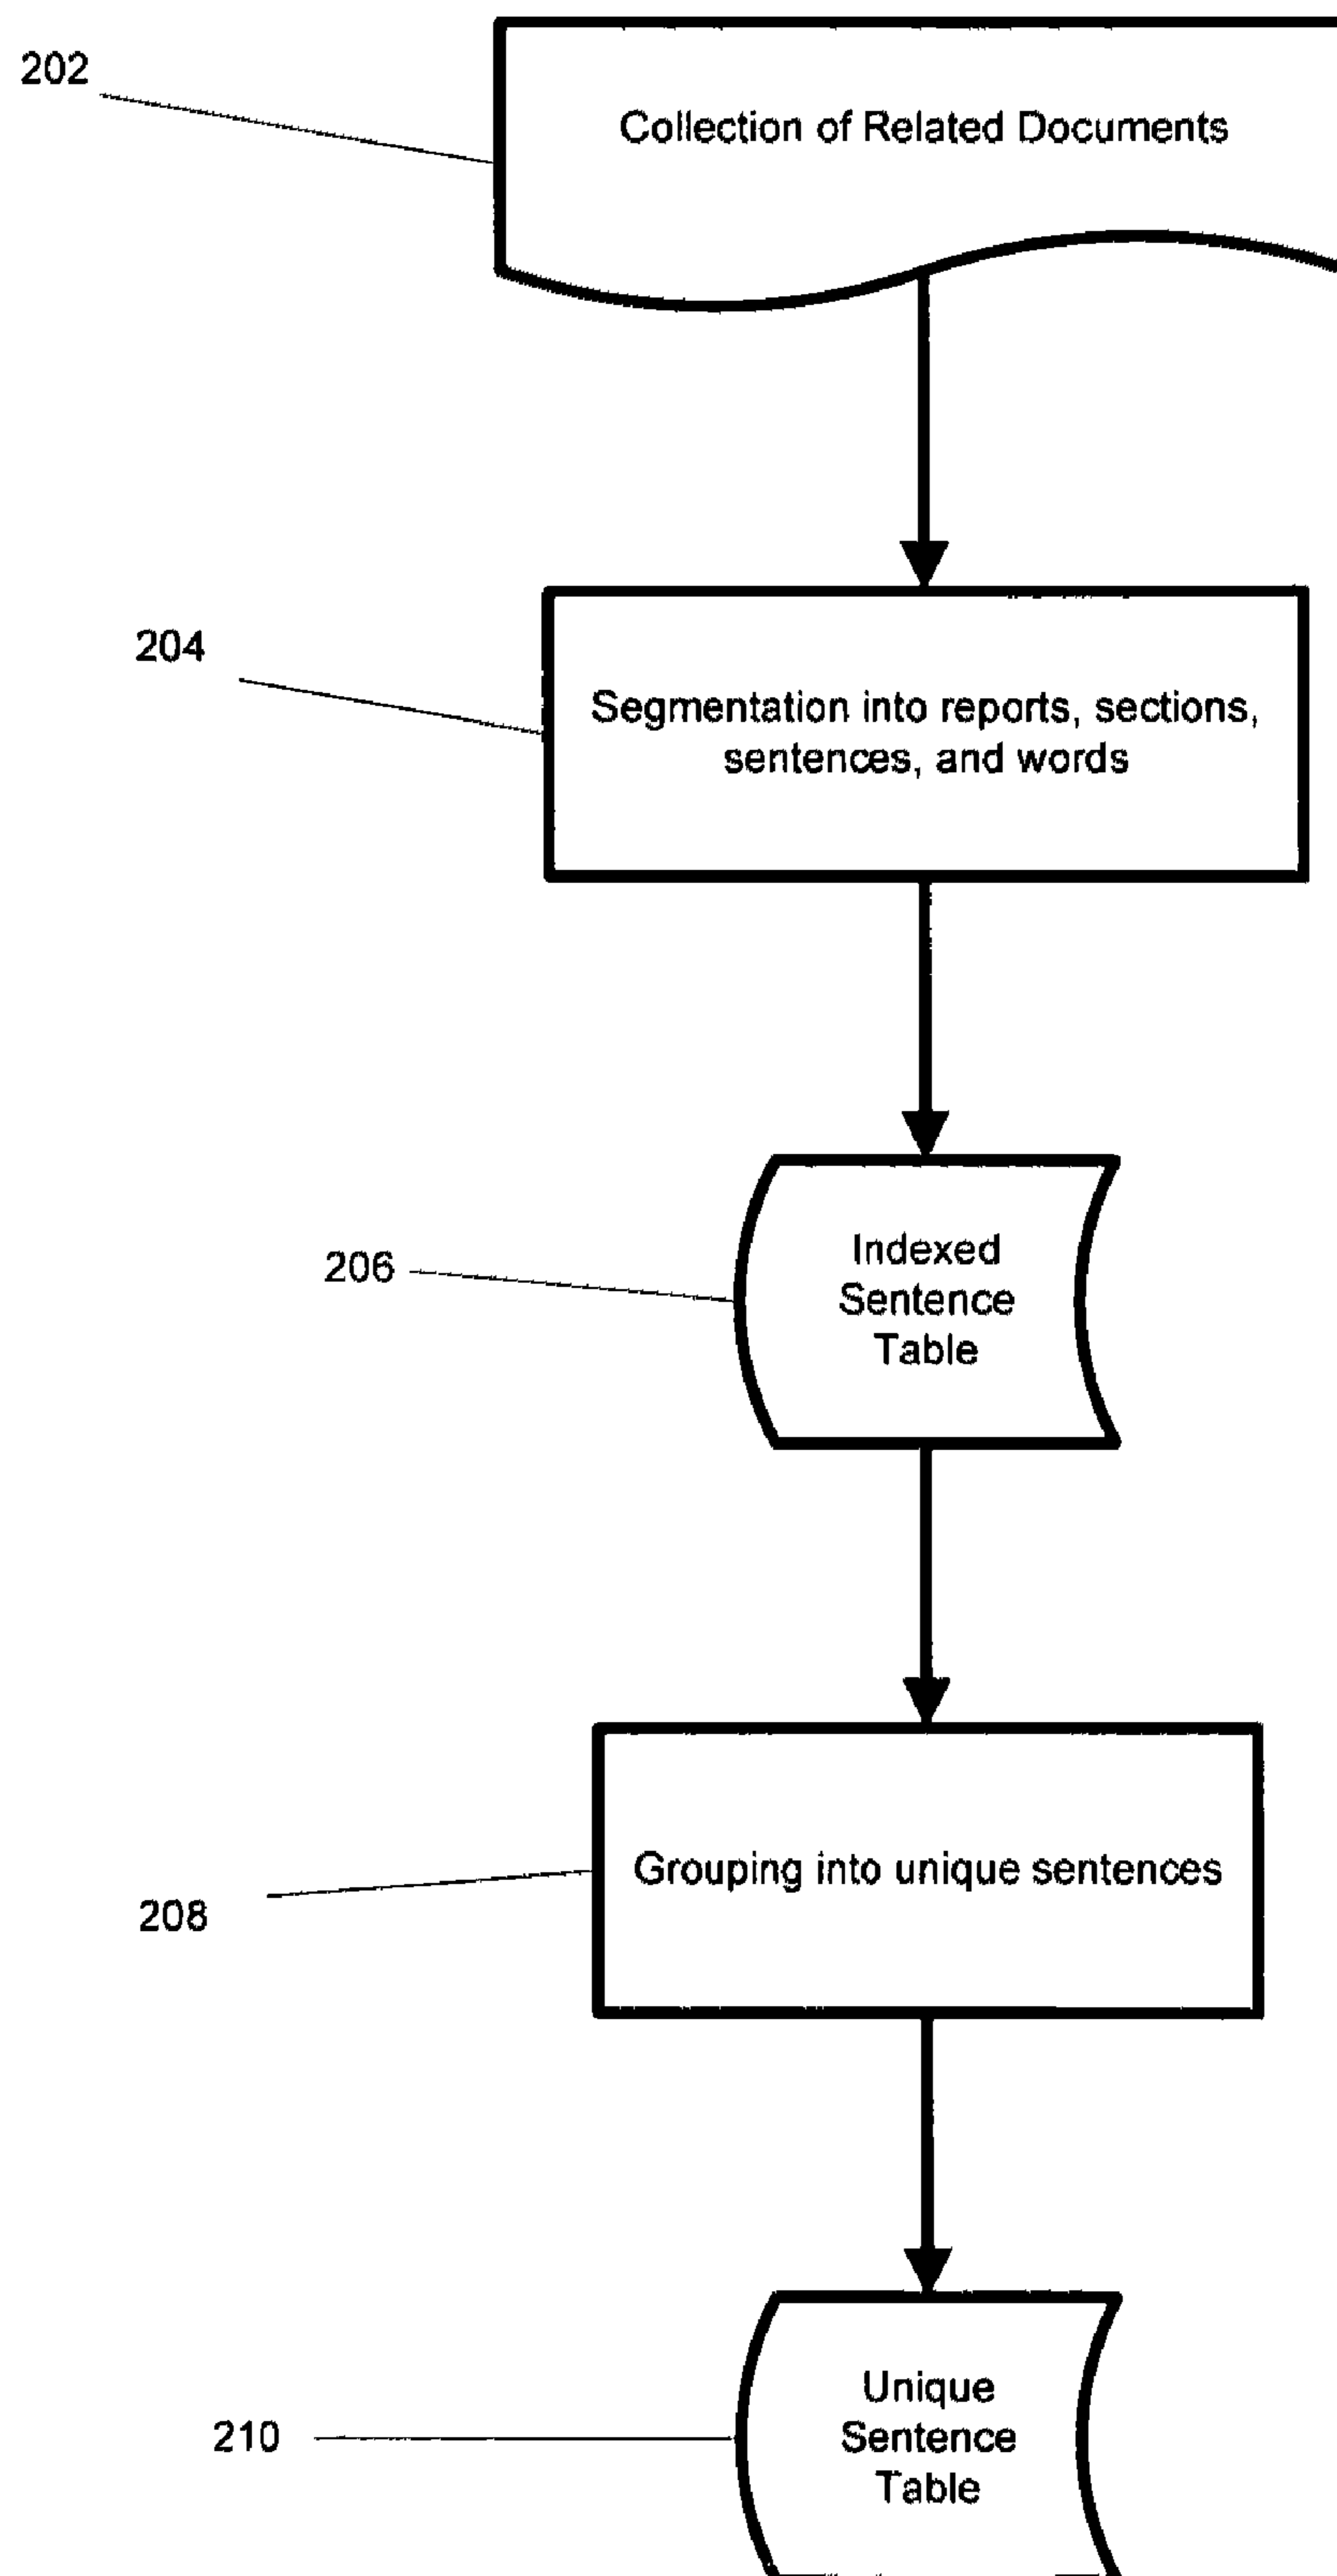 202
Collection of Related Documents
204
Segmentation into reports, sections,
sentences, and words
206
Indexed
Sentence
Table
208
Grouping into unique sentences
210
Unique
Sentence
Table